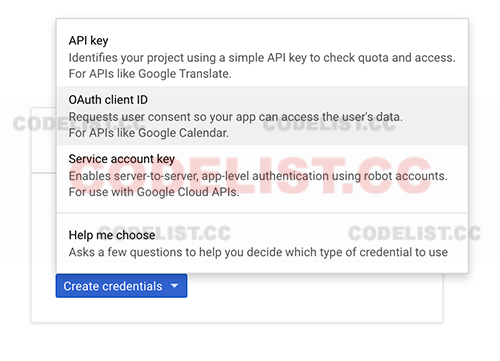 API key
Identifies your project using a simple API key to check quota and access.
For APIs like Google Translate.
OAuth client ID
Requests user consent so your app can access the user's data.
For APIs like Google Calendar.
CODELIST.CC
CODELIST.CC
Service account key
Enables server-to-server, app-level authentication using robot accounts.
For use with Google Cloud APIs.
CODELIST.CC
Help me choose
Asks a few questions to help you decide which type of credential to use
CODELIST.CC
CODELIST.CC
Create credentials